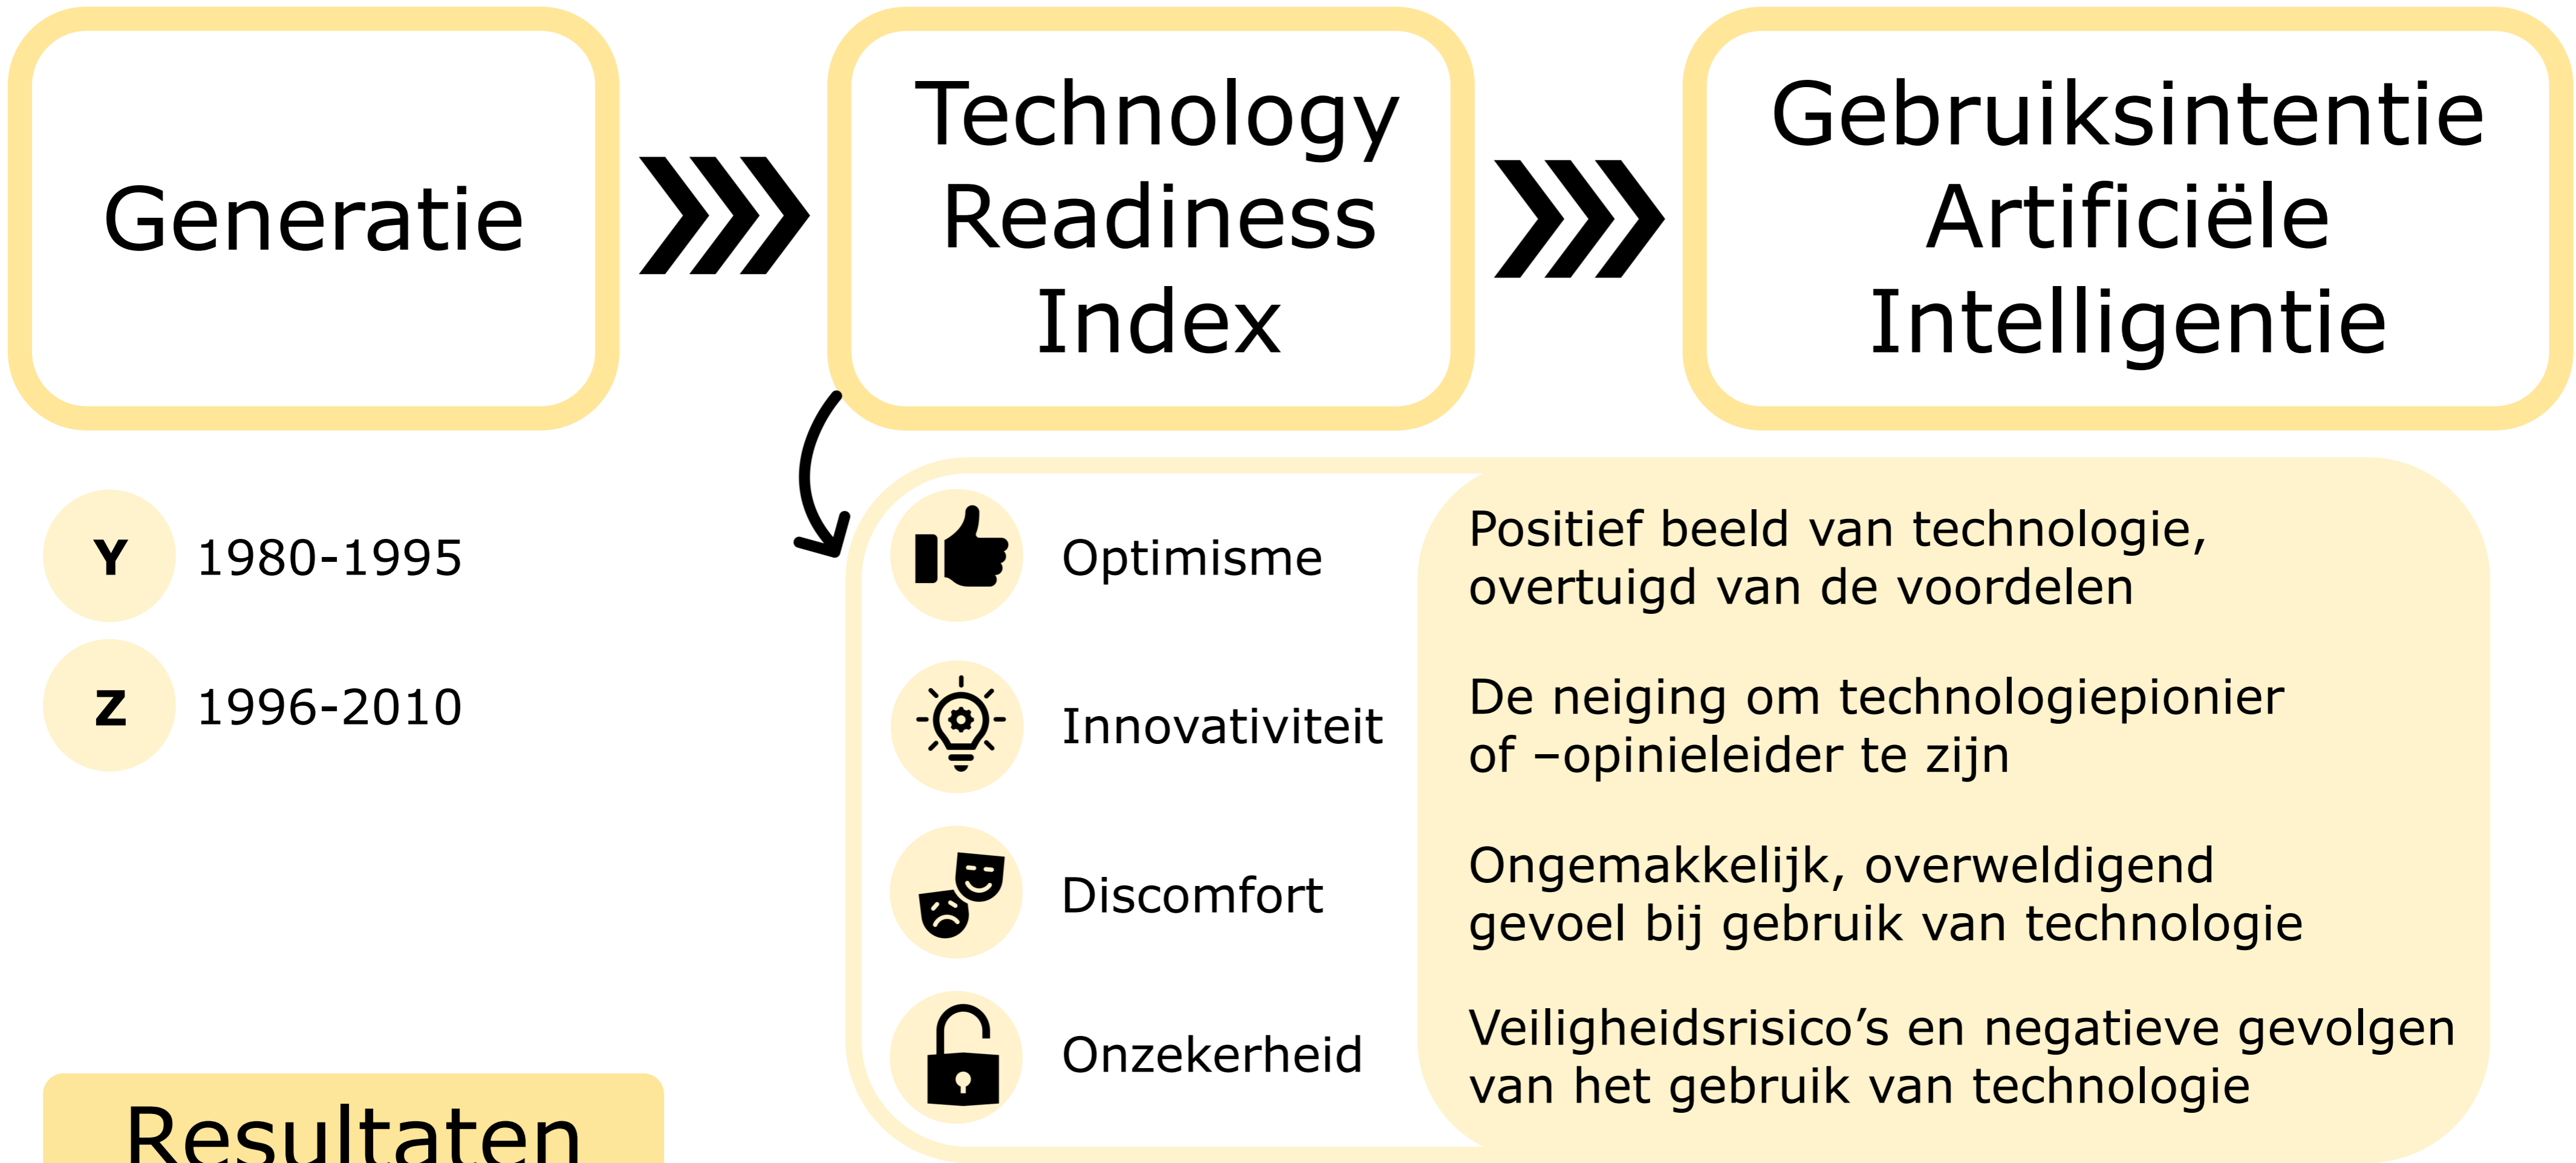 Generatie
Technology
Readiness
Index
Gebruiksintentie
Artificiële
Intelligentie
Y 1980-1995
Z 1996-2010
Optimisme
Positief beeld van technologie,
overtuigd van de voordelen
Innovativiteit
De neiging om technologiepionier
of –opinieleider te zijn
Discomfort
Ongemakkelijk, overweldigend
gevoel bij gebruik van technologie
Onzekerheid
Veiligheidsrisico’s en negatieve gevolgen
van het gebruik van technologie
Resultaten